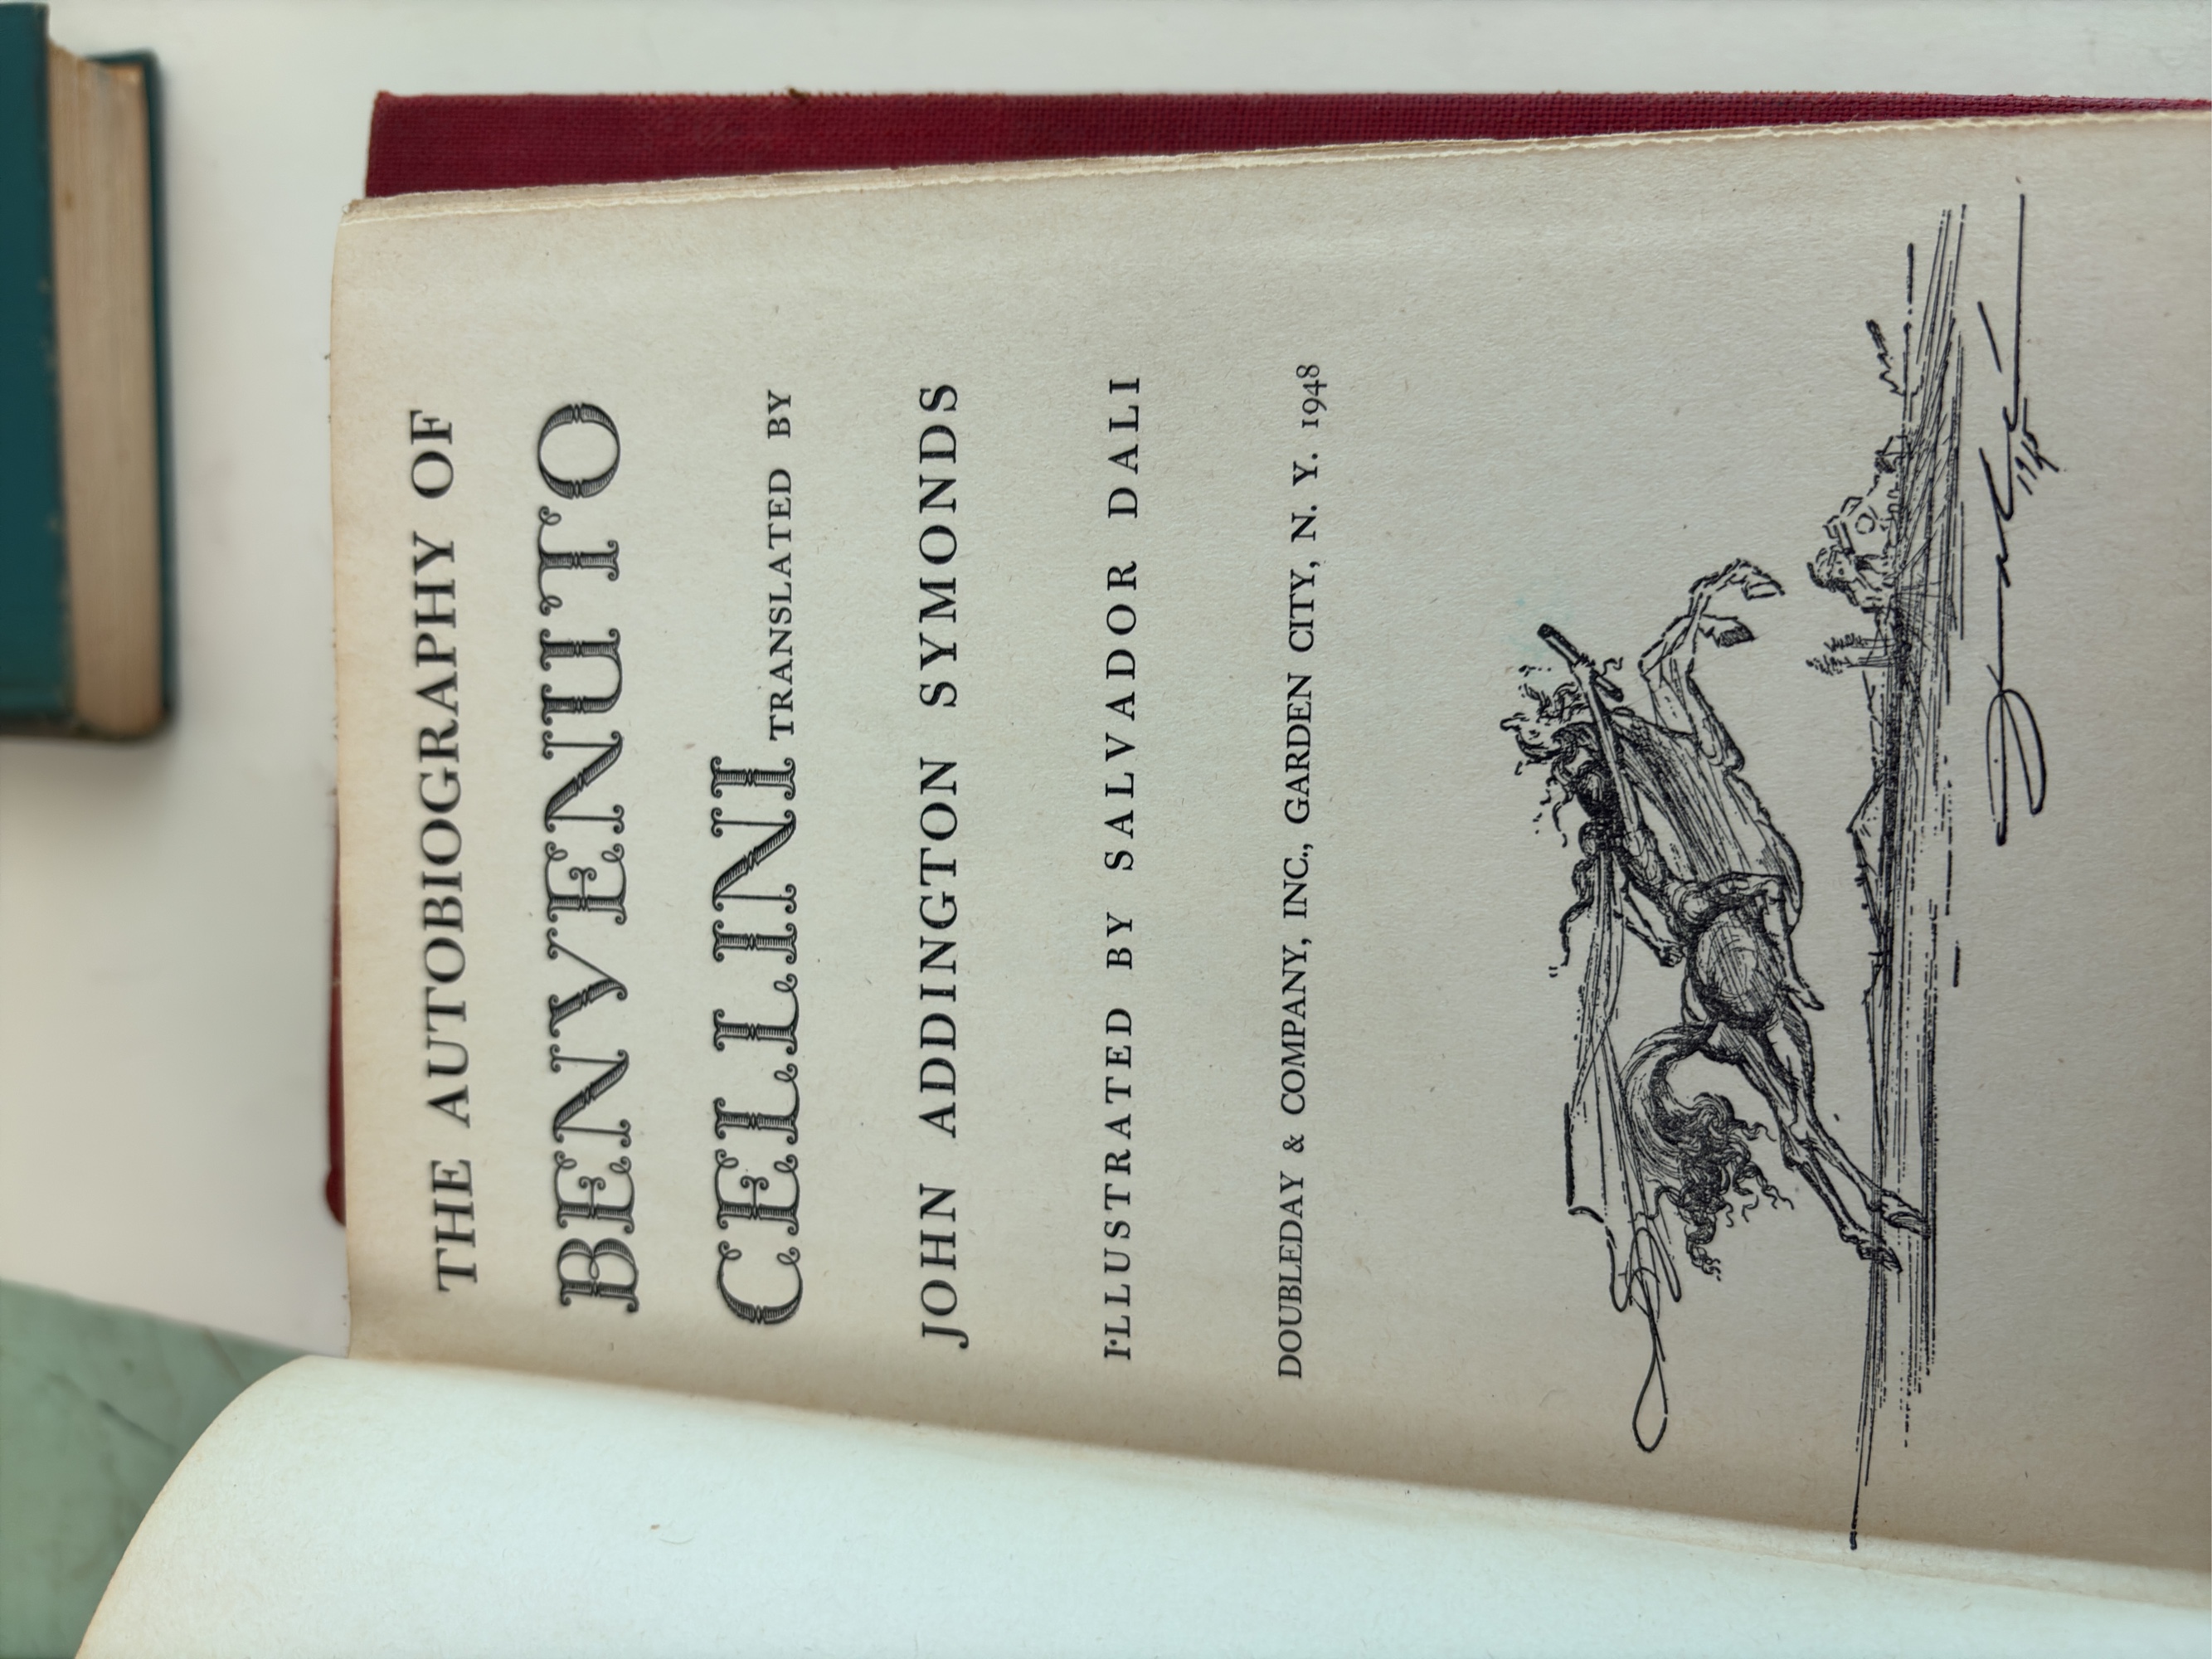 THE AUTOBIOGRAPHY OF
BENVENUTO
CELLINI TRANSLATED BY
JOHN ADDINGTON SYMONDS
ILLUSTRATED BY SALVADOR DALI
DOUBLEDAY & COMPANY, INC., GARDEN CITY, N. Y. 1948